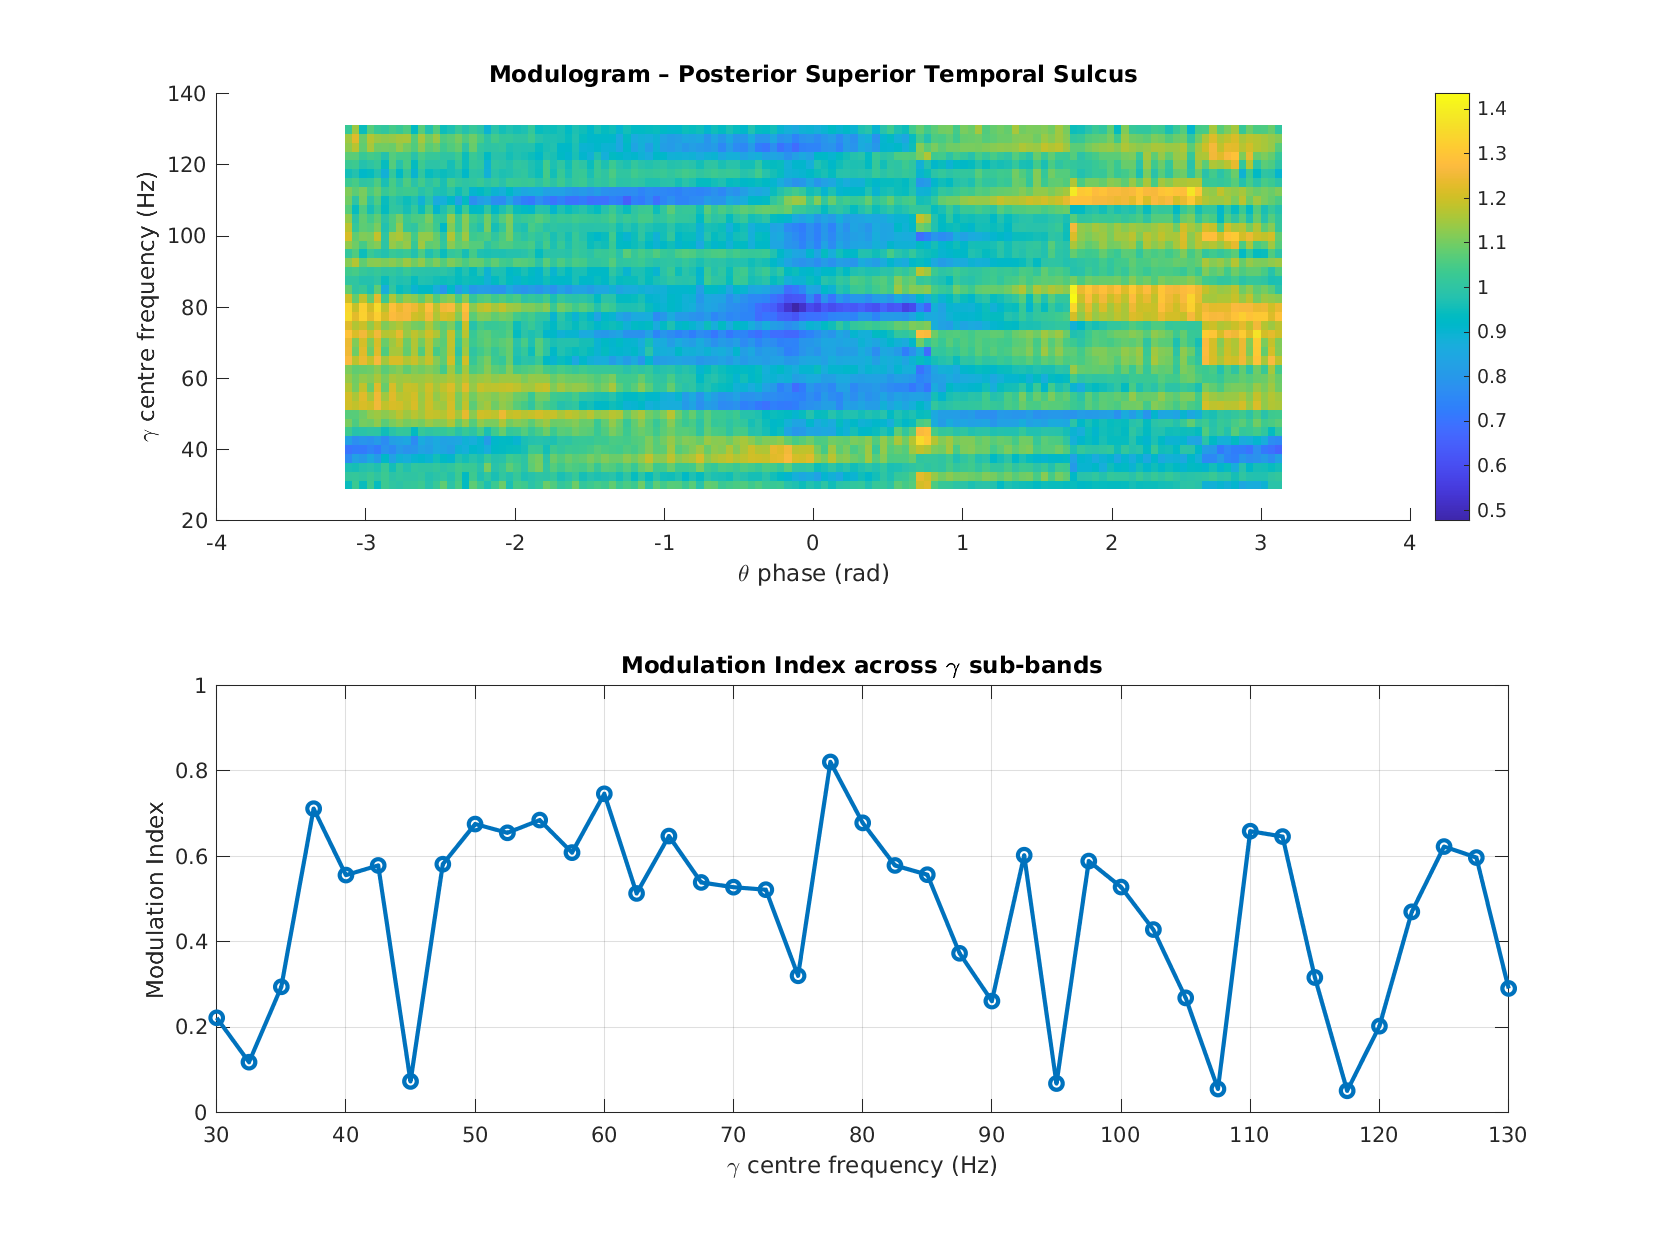 Modulogram – Posterior Superior Temporal Sulcus
140
120
100
80
60
40
20
γ centre frequency (Hz)
-4 -3 -2 -1 0 1 2 3 4
θ phase (rad)
1.4
1.3
1.2
1.1
1
0.9
0.8
0.7
0.6
0.5
Modulation Index across γ sub-bands
1
0.8
0.6
0.4
0.2
0
Modulation Index
30 40 50 60 70 80 90 100 110 120 130
γ centre frequency (Hz)